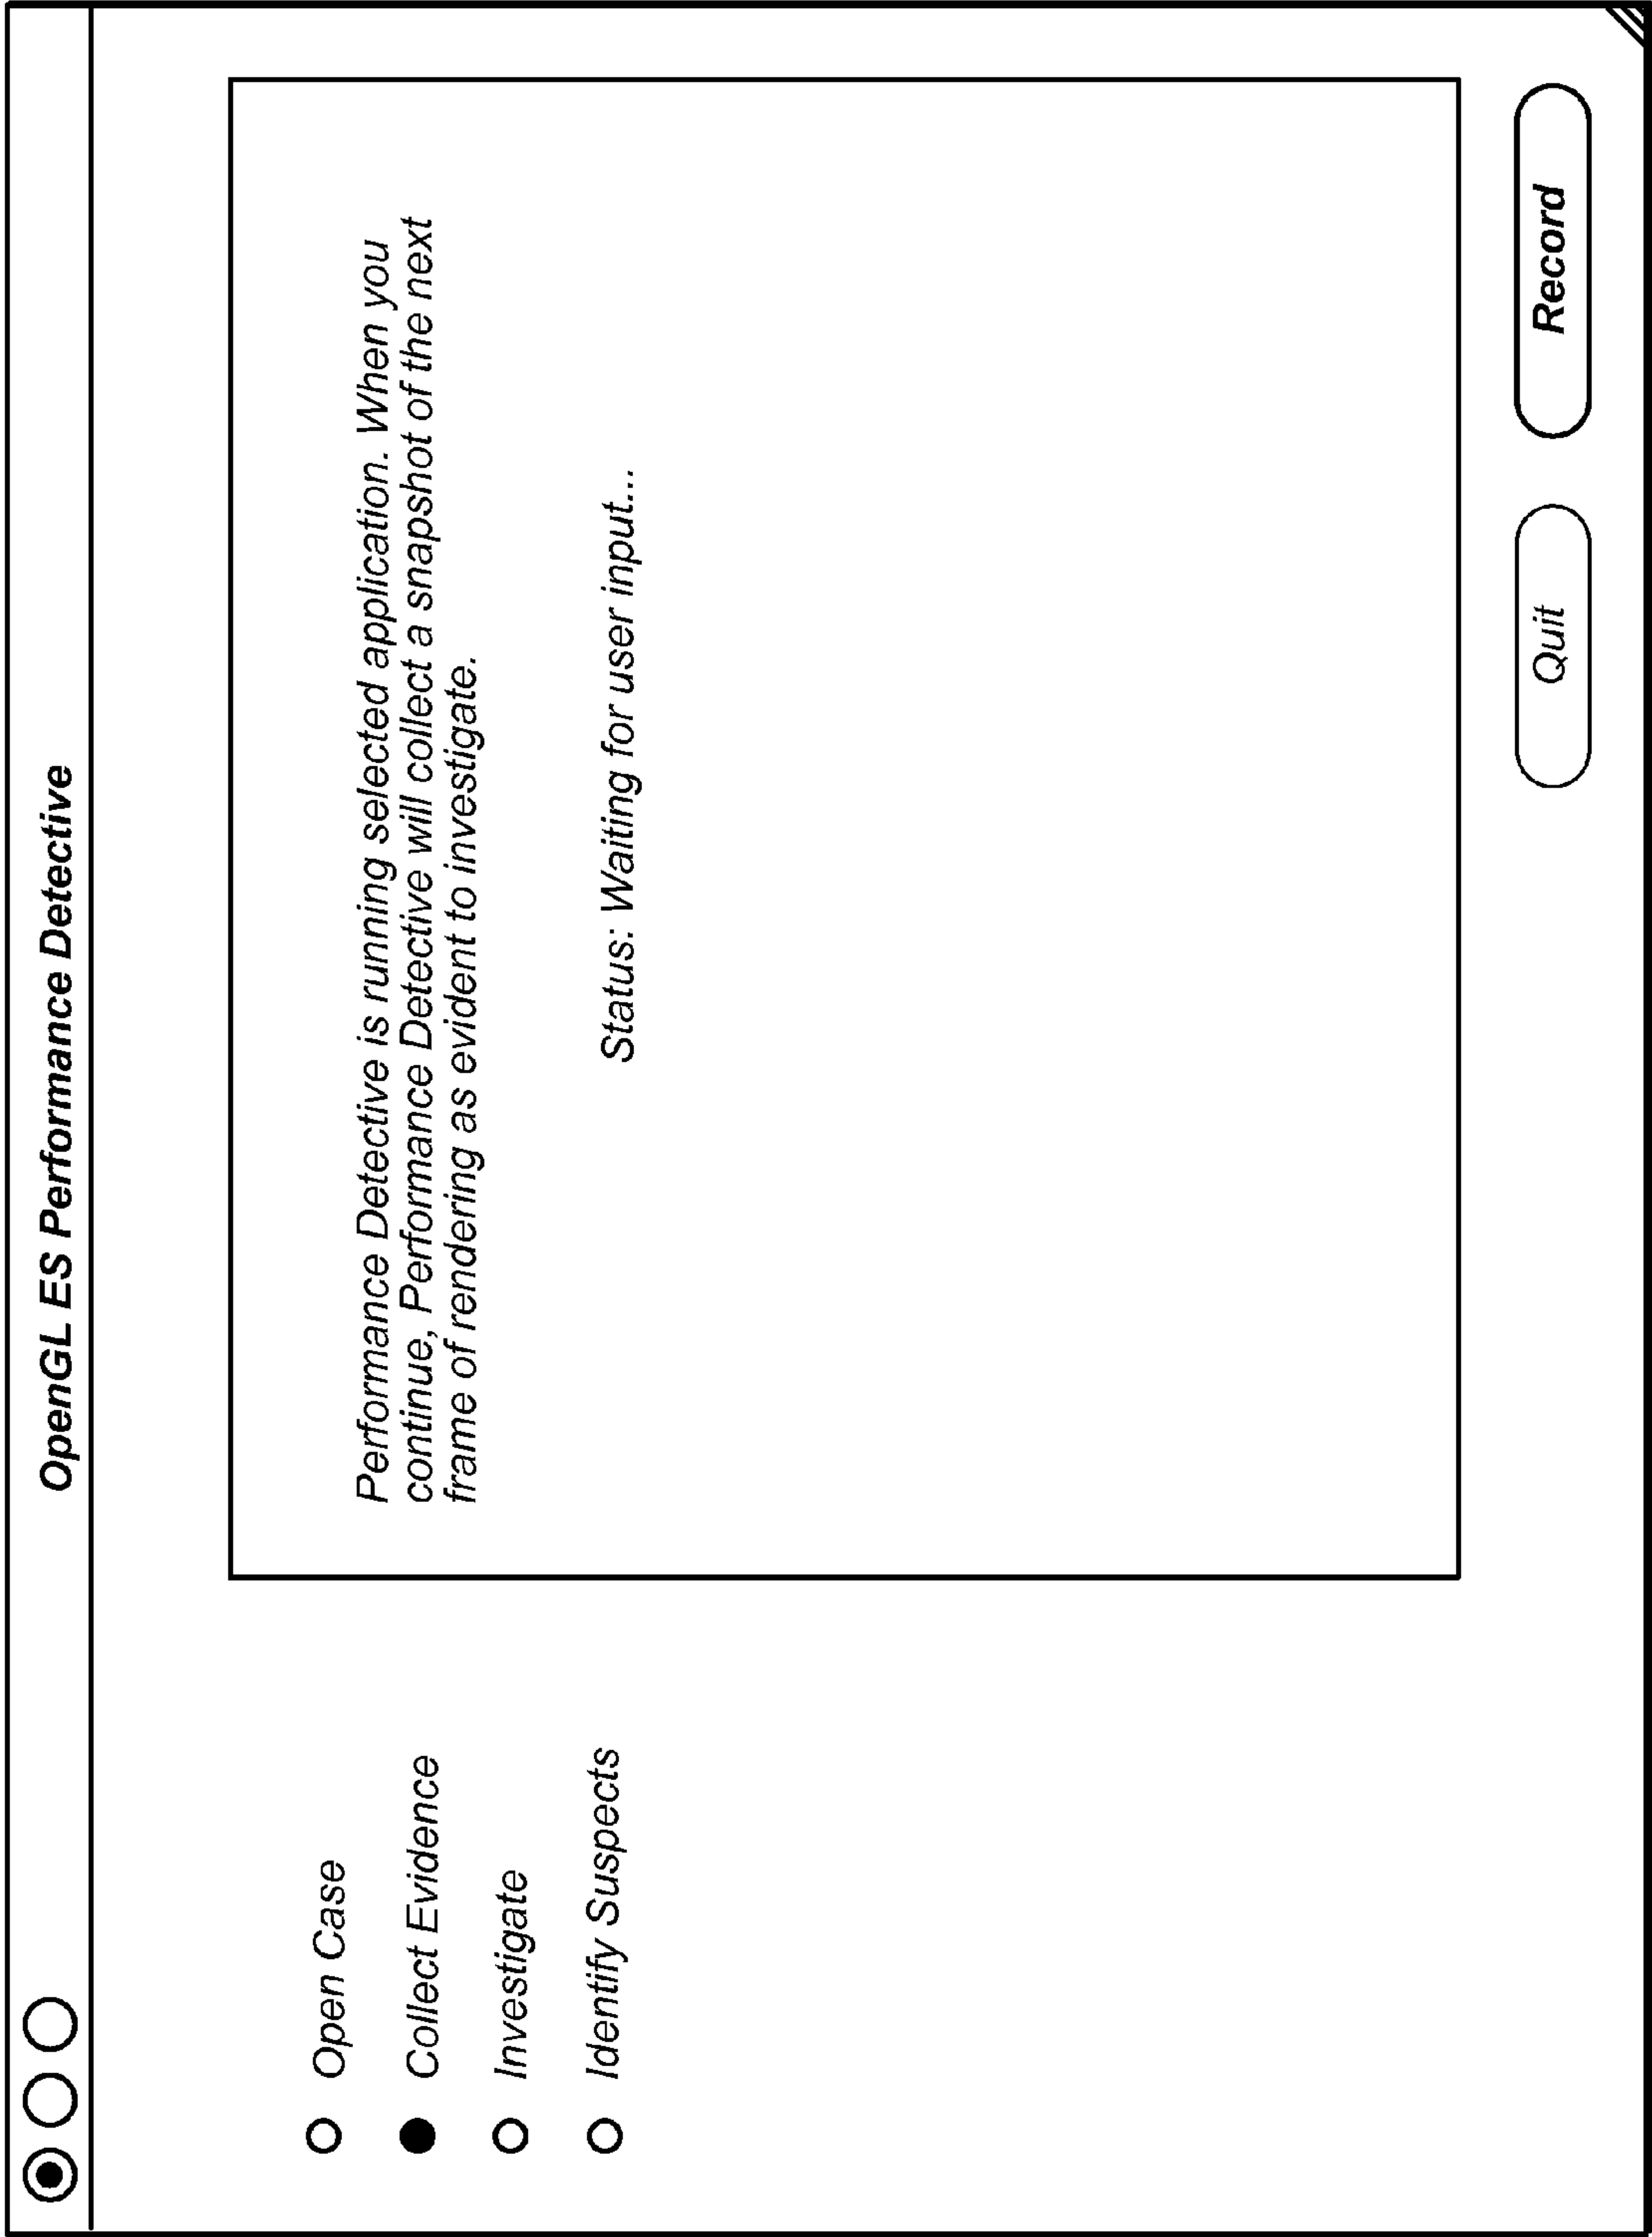 OpenGL ES Performance Detective
Open Case
Collect Evidence
Investigate
Identify Suspects
Performance Detective is running selected application. When you
continue, Performance Detective will collect a snapshot of the next
frame of rendering as evident to investigate.
Status: Waiting for user input...
Quit
Record